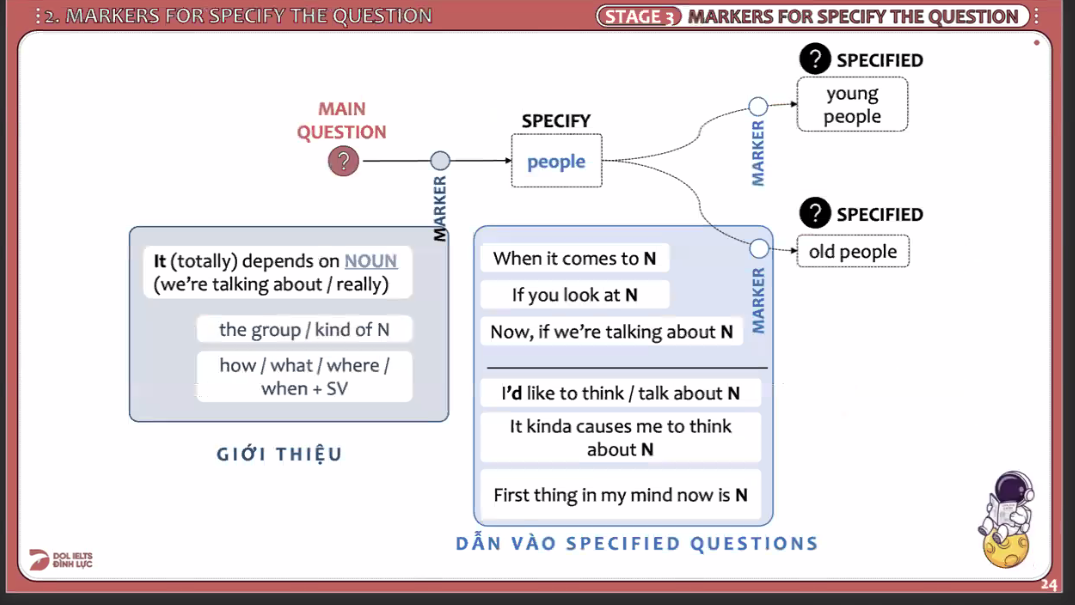 2. MARKERS FOR SPECIFY THE QUESTION
STAGE 3 MARKERS FOR SPECIFY THE QUESTION
MAIN
QUESTION
?
MARKER
SPECIFY
people
MARKER
? SPECIFIED
young
people
MARKER
? SPECIFIED
old people
It (totally) depends on NOUN
(we’re talking about / really)
the group / kind of N
how / what / where /
when + SV
GIỚI THIỆU
When it comes to N
If you look at N
Now, if we’re talking about N
I’d like to think / talk about N
It kinda causes me to think
about N
First thing in my mind now is N
DẪN VÀO SPECIFIED QUESTIONS
DOL IELTS
ĐÌNH LỰC
24